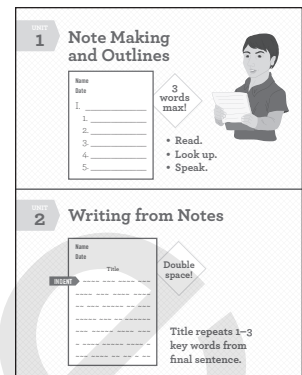 UNIT
1
Note Making
and Outlines
Name
Date
I.
1.
2.
3.
4.
5.
3
words
max!
• Read.
• Look up.
• Speak.
UNIT
2
Writing from Notes
Name
Date
Title
INDENT
Double
space!
Title repeats 1–3
key words from
final sentence.